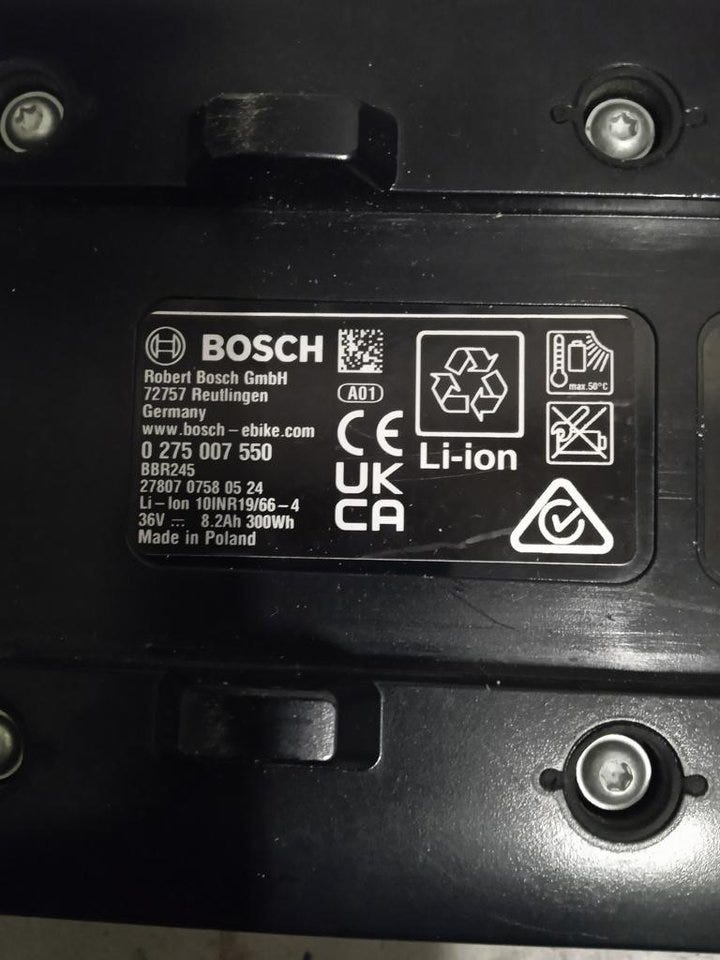 BOSCH
Robert Bosch GmbH
72757 Reutlingen
Germany
www.bosch-ebike.com
0 275 007 550
BBR245
27807 0758 05 24
Li-Ion 10INR19/66-4
36V ⎓ 8.2Ah 300Wh
Made in Poland
A01
CE
UK
CA
Li-ion
max.50°C